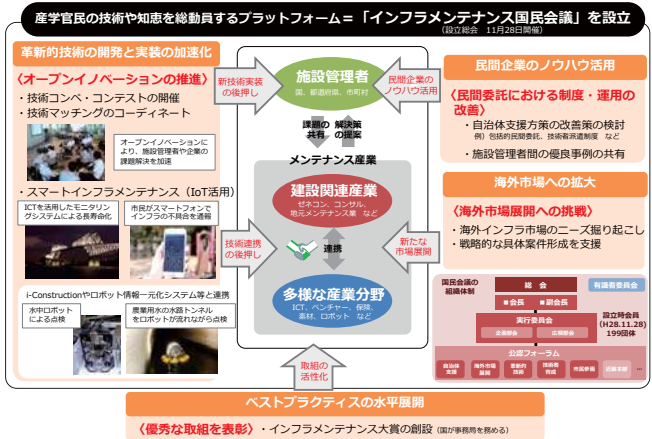 産学官民の技術や知恵を総動員するプラットフォーム＝「インフラメンテナンス国民会議」を設立
(設立総会　11月28日開催)
革新的技術の開発と実装の加速化
〈オープンイノベーションの推進〉
・技術コンペ・コンテストの開催
・技術マッチングのコーディネート
オープンイノベーションに
より、施設管理者や企業の
課題解決を加速
・スマートインフラメンテナンス（IoT活用）
ICTを活用したモニタリ
ングシステムによる長寿命化
市民がスマートフォンで
インフラの不具合を通報
i-Constructionやロボット情報一元化システム等と連携
水中ロボット
による点検
農業用水の水路トンネル
をロボットが流れながら点検
新技術実装
の後押し
施設管理者
国、都道府県、市町村
民間企業の
ノウハウ活用
課題の
共有
解決策
の提案
メンテナンス産業
建設関連産業
ゼネコン、コンサル、
地元メンテナンス業　など
技術連携
の後押し
連携
新たな
市場展開
多様な産業分野
ICT、ベンチャー、保険、
素材、ロボット　など
取組の
活性化
民間企業のノウハウ活用
〈民間委託における制度・運用の
改善〉
・自治体支援方策の改善策の検討
例）包括的民間委託、技術者派遣制度　など
・施設管理者間の優良事例の共有
海外市場への拡大
〈海外市場展開への挑戦〉
・海外インフラ市場のニーズ掘り起こし
・戦略的な具体案件形成を支援
国民会議の
組織体制
総　会
有識者委員会
■会長　■副会長
実行委員会
企画部会
広報部会
設立時会員
(H28.11.28)
199団体
公認フォーラム
自治体
支援
海外市場
展開
革新的
技術
技術者
育成
市民参画
近畿本部
…
ベストプラクティスの水平展開
〈優秀な取組を表彰〉・インフラメンテナンス大賞の創設（国が事務局を務める）